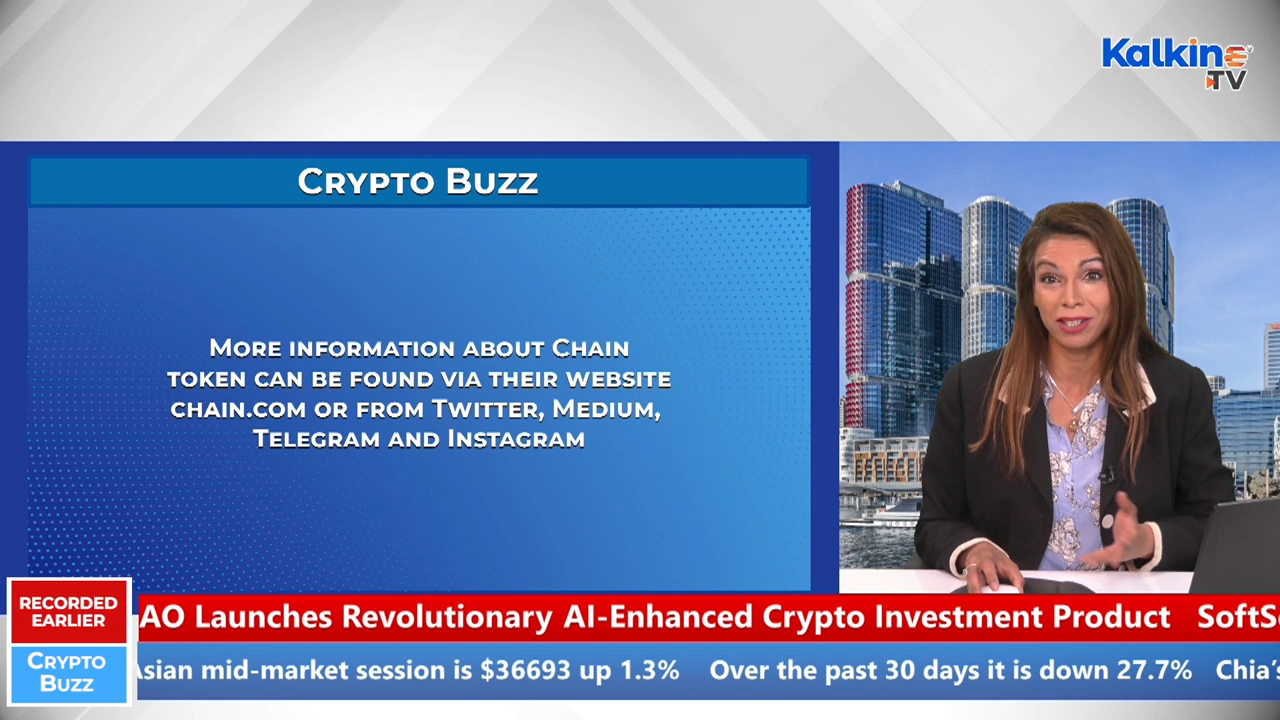 Kalkine
TV
Crypto Buzz
More information about Chain
token can be found via their website
chain.com or from Twitter, Medium,
Telegram and Instagram
RECORDED
EARLIER
AO Launches Revolutionary AI-Enhanced Crypto Investment Product
Crypto
Buzz
Asian mid-market session is $36693 up 1.3% Over the past 30 days it is down 27.7% Chia's